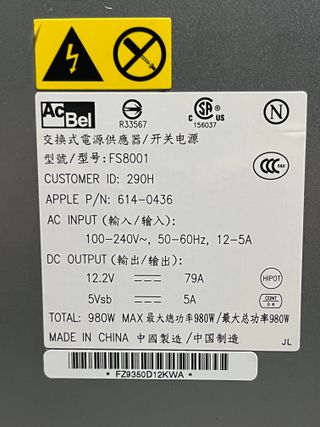 AcBel
R33567
C SA US
156037
N
交換式電源供應器/开关电源
型號/型号:FS8001
CUSTOMER ID: 290H
APPLE P/N: 614-0436
AC INPUT (輸入/输入):
100-240V~, 50-60Hz, 12-5A
DC OUTPUT (輸出/输出):
12.2V 79A
HIPOT
5Vsb 5A
CONT
OK
TOTAL: 980W MAX 最大總功率980W/最大总功率980W
MADE IN CHINA 中國製造/中国制造
JL
* FZ9350D12KWA *